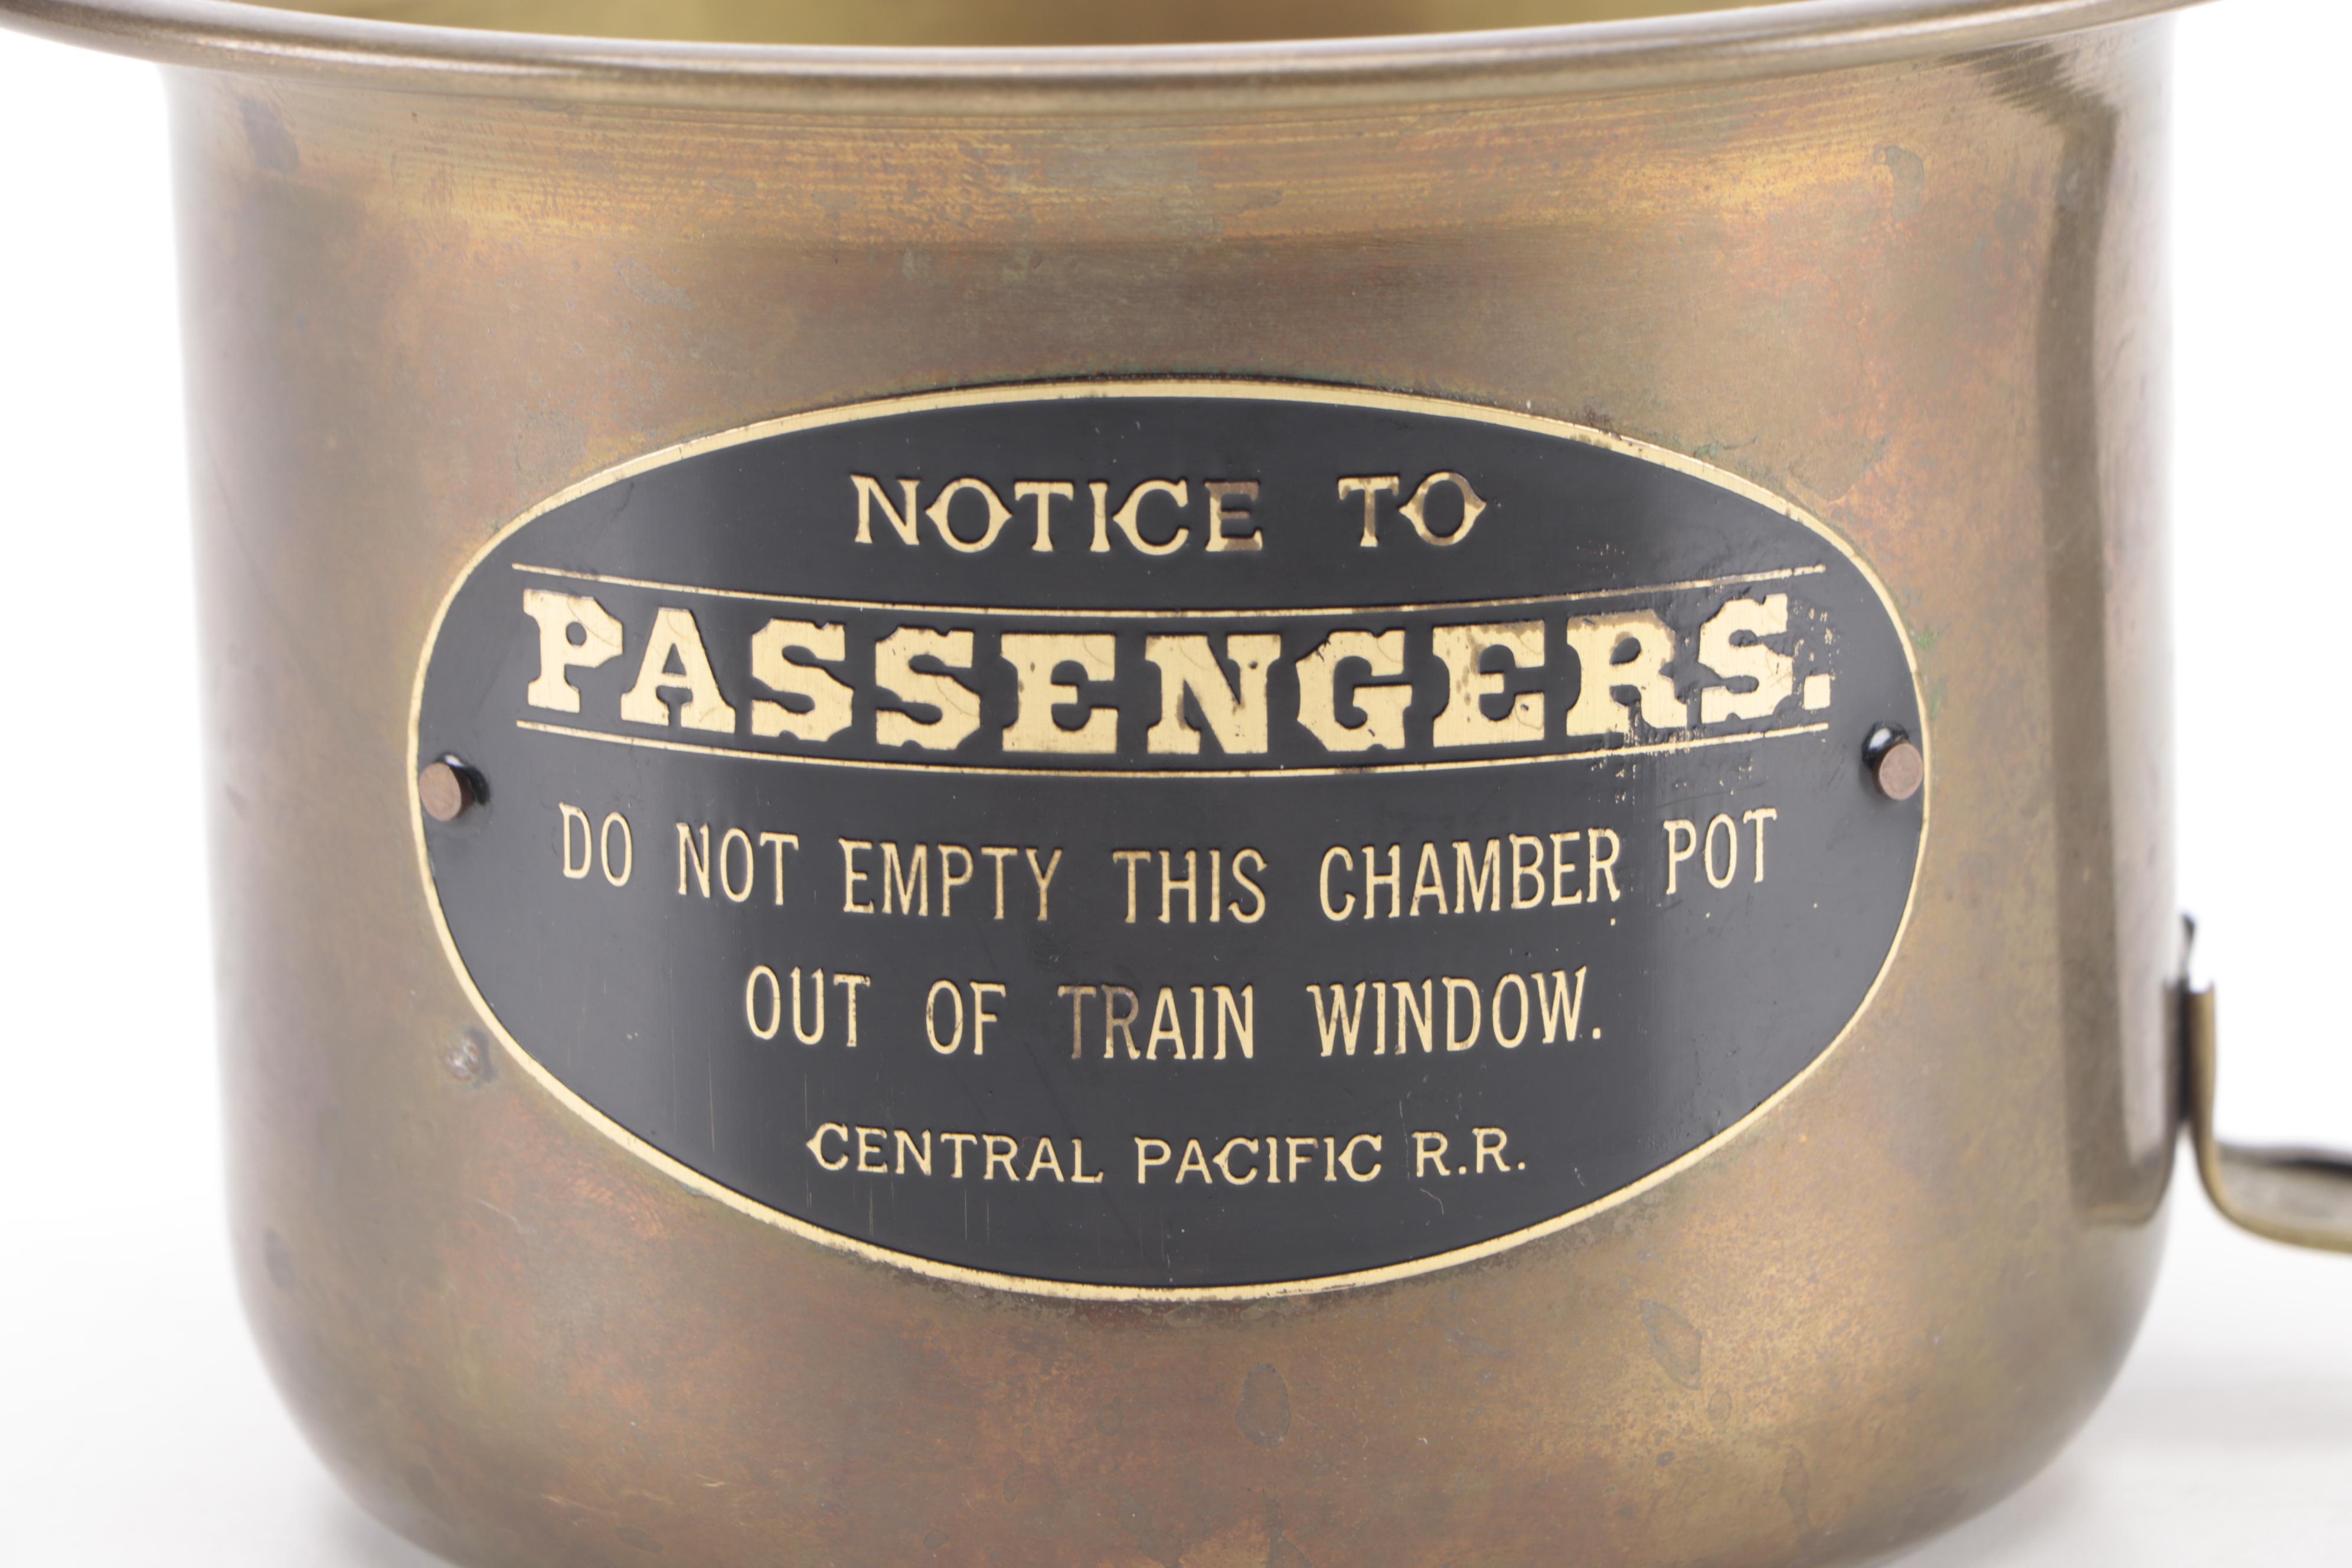 NOTICE TO
PASSENGERS.
DO NOT EMPTY THIS CHAMBER POT
OUT OF TRAIN WINDOW.
CENTRAL PACIFIC R.R.